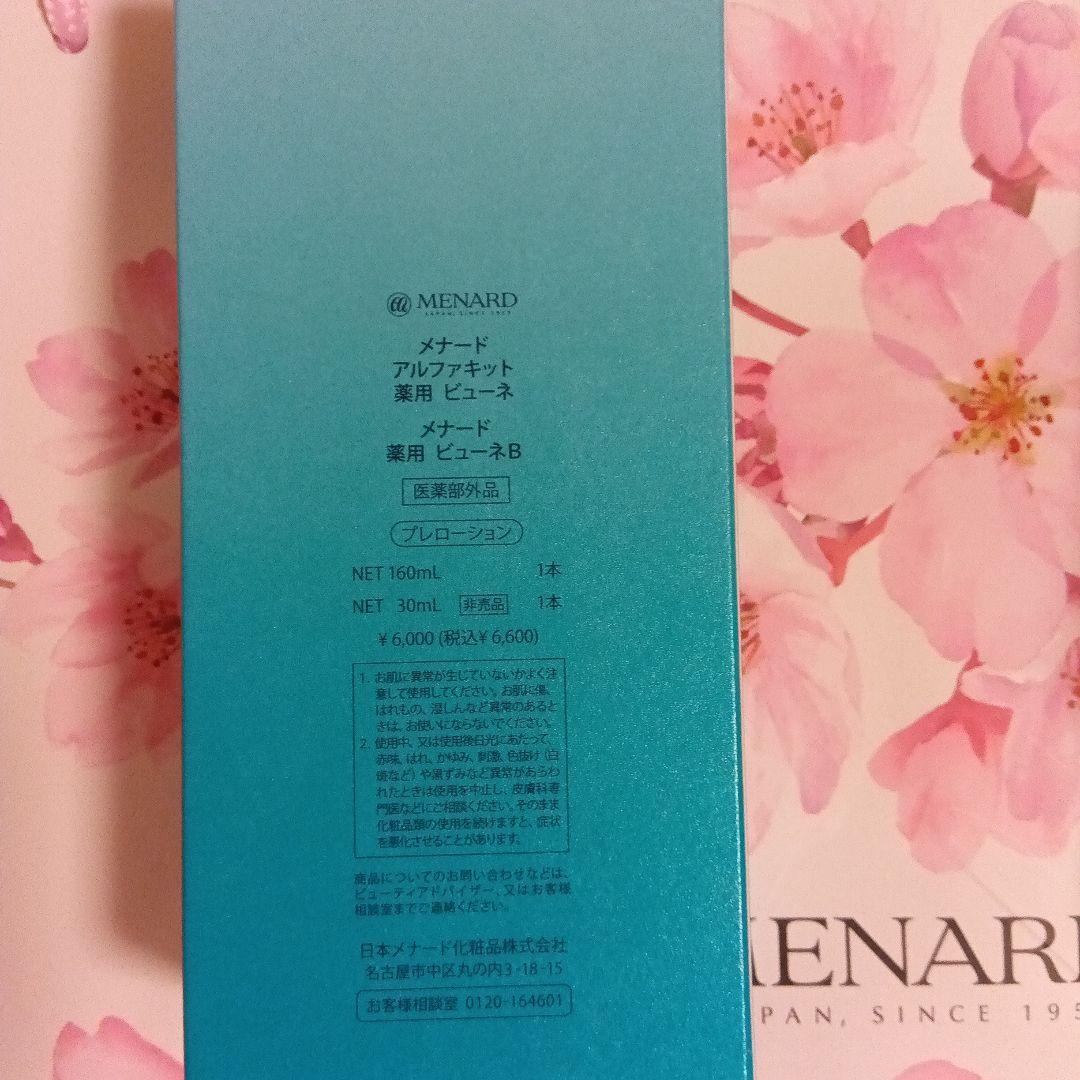 MENARD
JAPAN, SINCE 1959
メナード
アルファキット
薬用 ビューネ
メナード
薬用 ビューネB
医薬部外品
プレローション
NET 160mL 1本
NET 30mL 非売品 1本
¥6,000(税込¥6,600)
1. お肌に異常が生じていないかよく注
意して使用してください。お肌に傷、
はれもの、湿しんなど異常のあると
きは、お使いにならないでください。
2. 使用中、又は使用後日光にあたって、
赤味、はれ、かゆみ、刺激、色抜け(白
斑など)や黒ずみなど異常があらわ
れたときは使用を中止し、皮膚科専
門医などにご相談ください。そのまま
化粧品類の使用を続けますと、症状
を悪化させることがあります。
商品についてのお問い合わせなどは、
ビューティアドバイザー、又はお客様
相談室までご連絡ください。
日本メナード化粧品株式会社
名古屋市中区丸の内3-18-15
お客様相談室 0120-164601
MENARD
PAN, SINCE 195